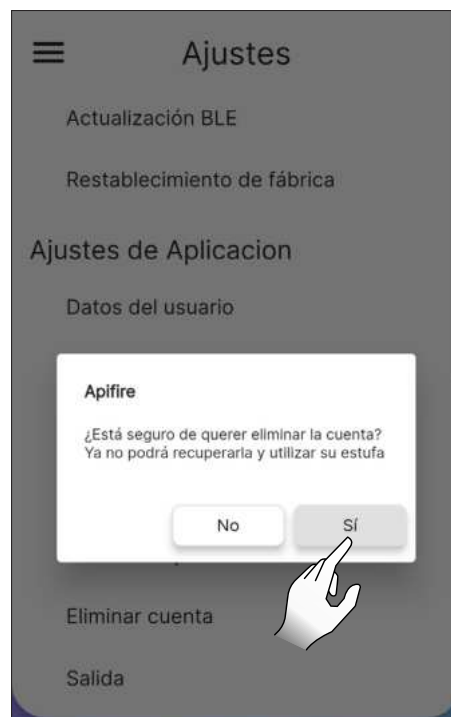 Ajustes
Actualización BLE
Restablecimiento de fábrica
Ajustes de Aplicacion
Datos del usuario
Apifire
¿Está seguro de querer eliminar la cuenta?
Ya no podrá recuperarla y utilizar su estufa
No
Sí
Eliminar cuenta
Salida